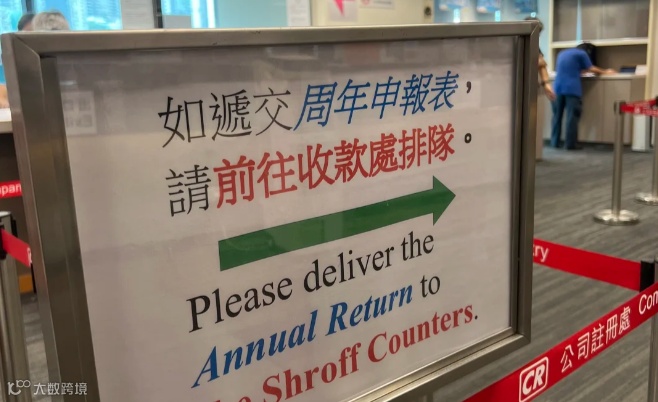 如遞交周年申報表，
請前往收款處排隊。
Please deliver the
Annual Return to
Shroff Counters.
CR 公司註冊處
大数跨境